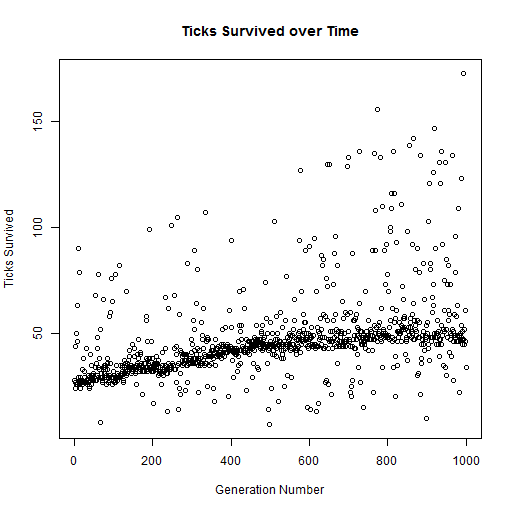 Ticks Survived over Time
150
100
50
Ticks Survived
0 200 400 600 800 1000
Generation Number